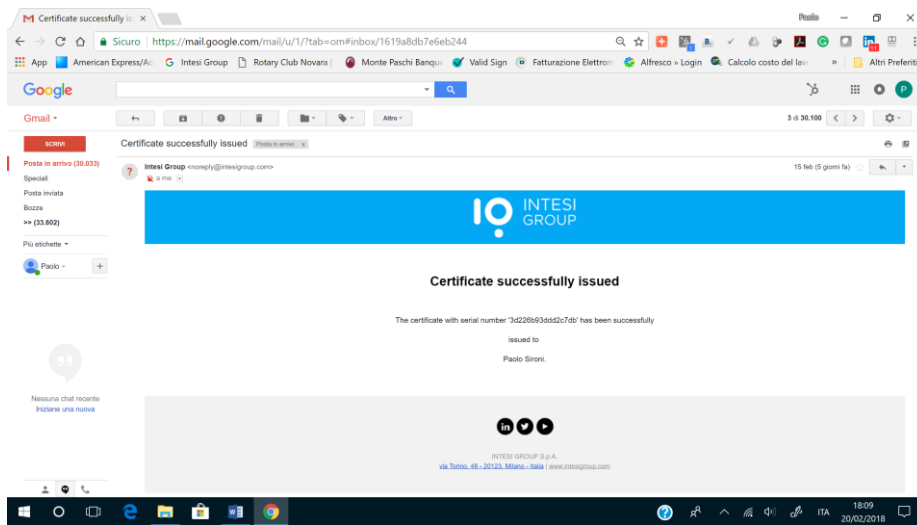 Certificate successfully is
Paolo
Sicuro | https://mail.google.com/mail/u/1/?tab=om#inbox/1619a8db7e6eb244
App American Express/Ac Intesi Group Rotary Club Novara | Monte Paschi Banque Valid Sign Fatturazione Elettron Alfresco » Login Calcolo costo del lavo » Altri Preferiti
Google
Gmail Altro 3 di 30.100
SCRIVI
Certificate successfully issued Posta in arrivo x
Posta in arrivo (30.033)
Speciali
Posta inviata
Bozze
>> (33.602)
Più etichette
Paolo
Intesi Group <noreply@intesigroup.com> 15 feb (5 giorni fa)
a me
INTESI
GROUP
Certificate successfully issued
The certificate with serial number '3d226b93ddd2c7db' has been successfully
issued to
Paolo Sironi.
Nessuna chat recente
Iniziane una nuova
in
INTESI GROUP S.p.A.
via Torino, 48 - 20123, Milano - Italia | www.intesigroup.com
ITA
18:09
20/02/2018